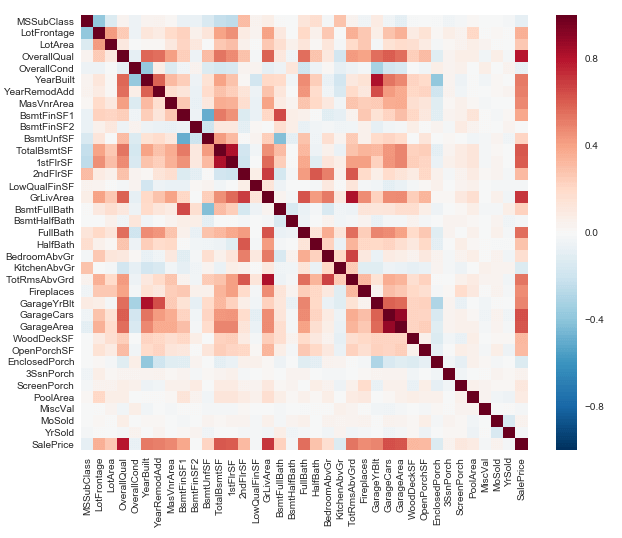 MSSubClass
LotFrontage
LotArea
OverallQual
OverallCond
YearBuilt
YearRemodAdd
MasVnrArea
BsmtFinSF1
BsmtFinSF2
BsmtUnfSF
TotalBsmtSF
1stFlrSF
2ndFlrSF
LowQualFinSF
GrLivArea
BsmtFullBath
BsmtHalfBath
FullBath
HalfBath
BedroomAbvGr
KitchenAbvGr
TotRmsAbvGrd
Fireplaces
GarageYrBlt
GarageCars
GarageArea
WoodDeckSF
OpenPorchSF
EnclosedPorch
3SsnPorch
ScreenPorch
PoolArea
MiscVal
MoSold
YrSold
SalePrice
MSSubClass
LotFrontage
LotArea
OverallQual
OverallCond
YearBuilt
YearRemodAdd
MasVnrArea
BsmtFinSF1
BsmtFinSF2
BsmtUnfSF
TotalBsmtSF
1stFlrSF
2ndFlrSF
LowQualFinSF
GrLivArea
BsmtFullBath
BsmtHalfBath
FullBath
HalfBath
BedroomAbvGr
KitchenAbvGr
TotRmsAbvGrd
Fireplaces
GarageYrBlt
GarageCars
GarageArea
WoodDeckSF
OpenPorchSF
EnclosedPorch
3SsnPorch
ScreenPorch
PoolArea
MiscVal
MoSold
YrSold
SalePrice
0.8
0.4
0.0
−0.4
−0.8